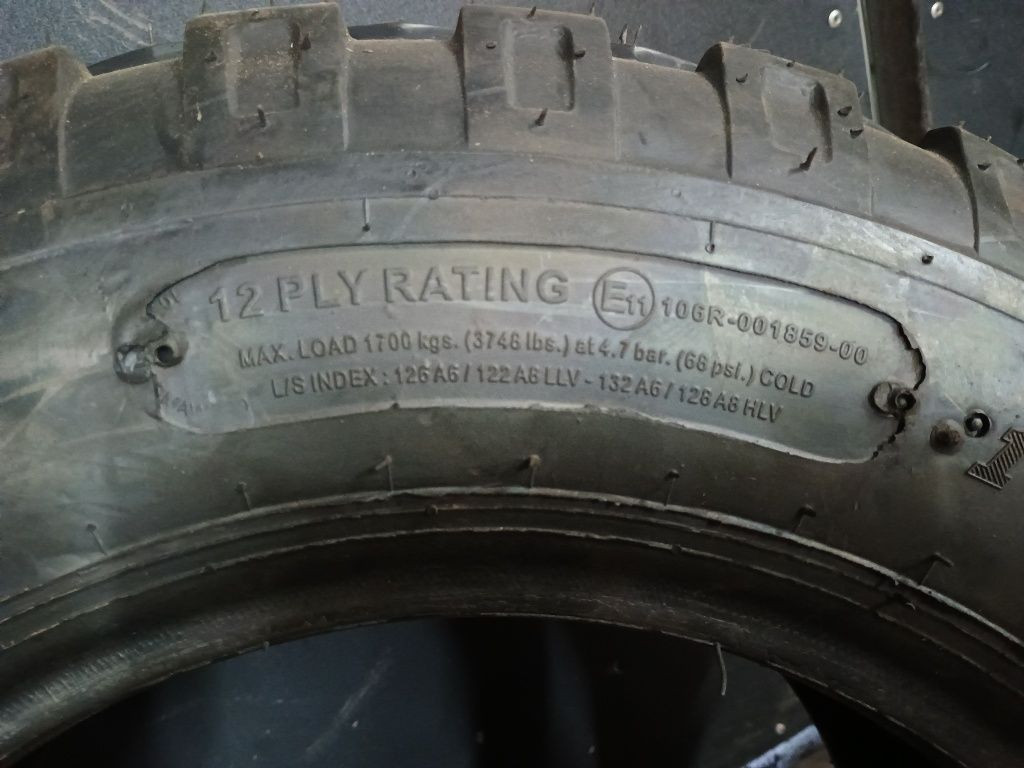 12 PLY RATING E11 106R-001859-00
MAX. LOAD 1700 kgs. (3748 lbs.) at 4.7 bar. (68 psi.) COLD
L/S INDEX : 126 A6 / 122 A8 LLV - 132 A6 / 128 A8 HLV